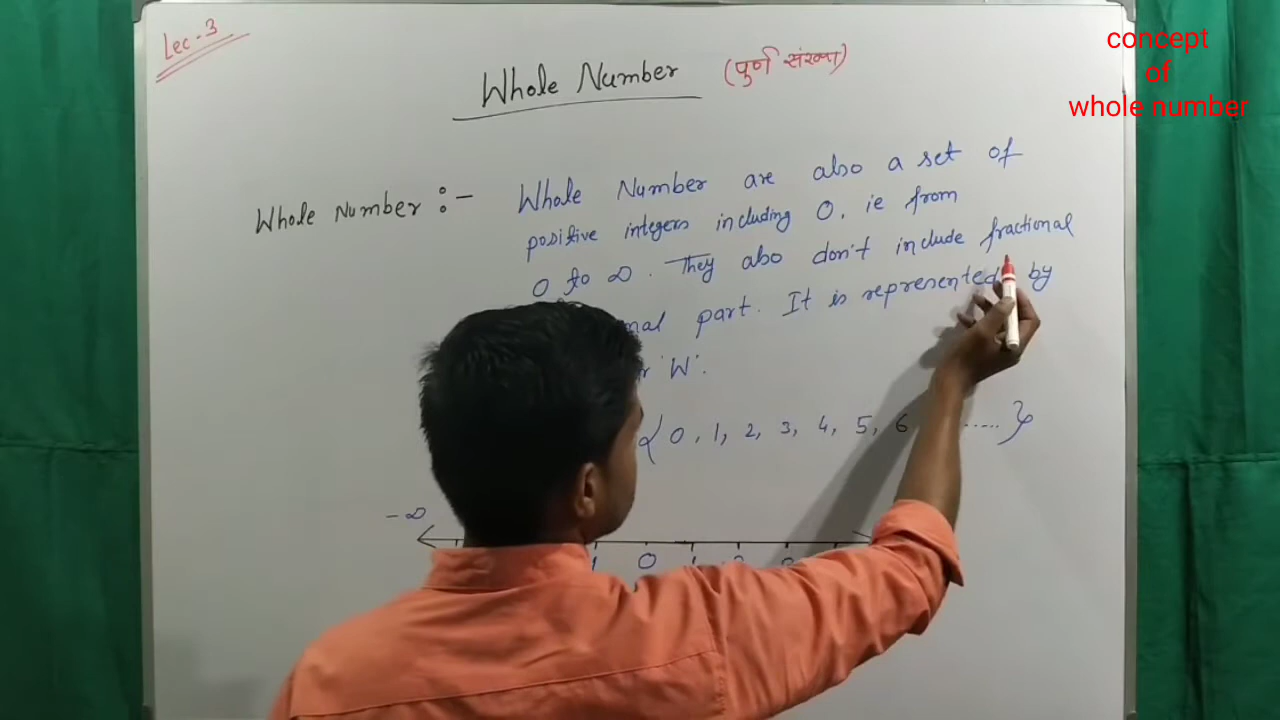 Lec-3
Whole Number (पुर्ण संख्या)
concept
of
whole number
Whole Number :- Whole Number are also a set of
positive integers including 0, ie from
0 to ∞. They also don't include fractional
part. It is represented by
'W'.
{ 0, 1, 2, 3, 4, 5, 6 ..... }
-∞
0 1 2